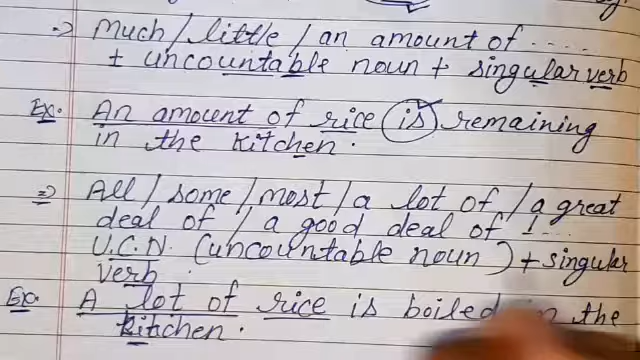 => Much / little / an amount of ....
± uncountable noun + singular verb
Ex. An amount of rice is remaining
in the kitchen.
=> All / some / most / a lot of / a great
deal of / a good deal of / ...
U.C.N. (uncountable noun) + singular
verb.
Ex. A lot of rice is boiled in the
kitchen.